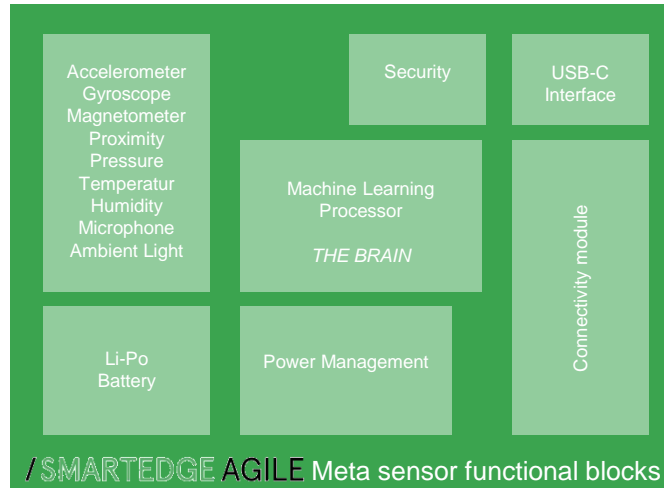 Accelerometer
Gyroscope
Magnetometer
Proximity
Pressure
Temperatur
Humidity
Microphone
Ambient Light
Security
USB-C
Interface
Machine Learning
Processor
THE BRAIN
Connectivity module
Li-Po
Battery
Power Management
/ SMARTEDGE AGILE Meta sensor functional blocks